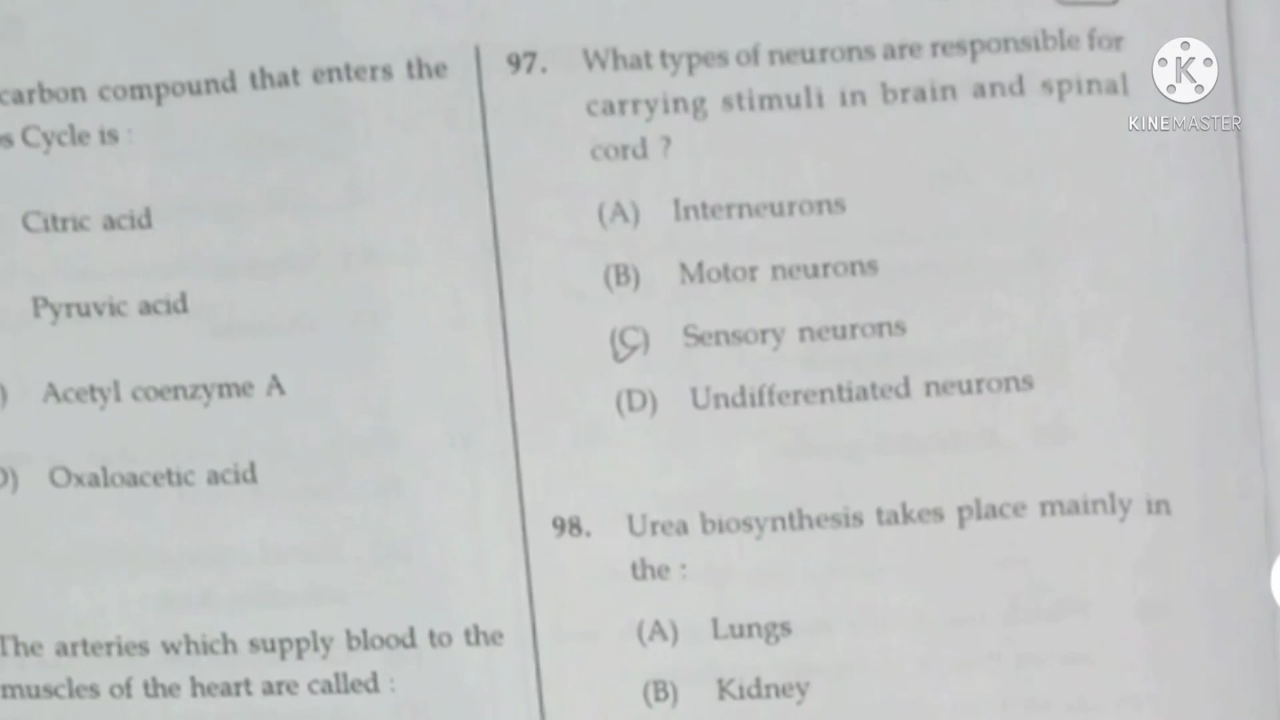 carbon compound that enters the
s Cycle is :
Citric acid
Pyruvic acid
) Acetyl coenzyme A
D) Oxaloacetic acid
The arteries which supply blood to the
muscles of the heart are called :
97. What types of neurons are responsible for
carrying stimuli in brain and spinal
cord ?
(A) Interneurons
(B) Motor neurons
(C) Sensory neurons
(D) Undifferentiated neurons
98. Urea biosynthesis takes place mainly in
the :
(A) Lungs
(B) Kidney
K
KINEMASTER